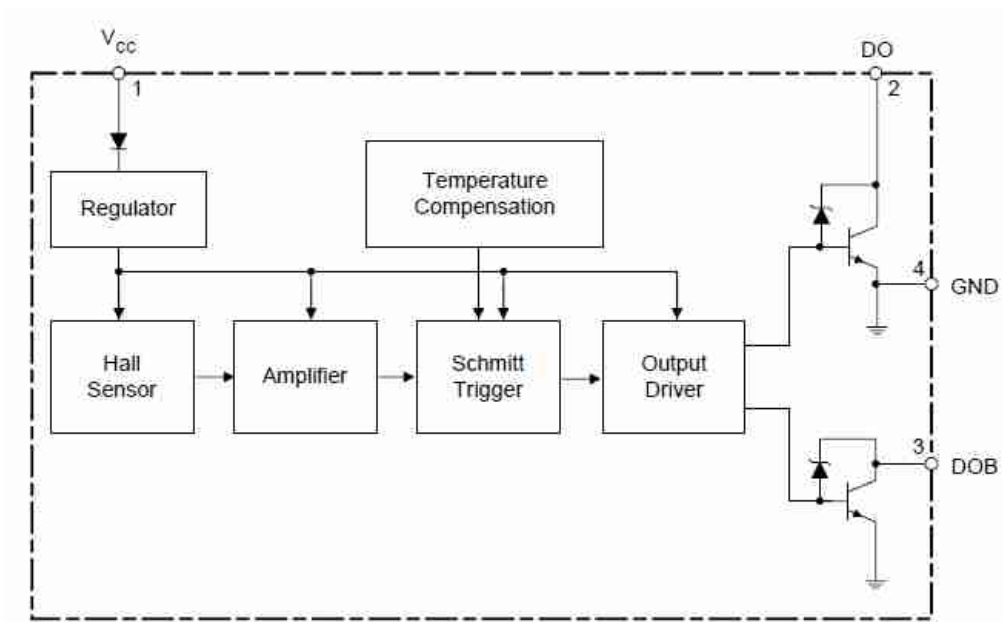 Vcc
1
DO
2
Regulator
Temperature
Compensation
4
GND
Hall
Sensor
Amplifier
Schmitt
Trigger
Output
Driver
3
DOB